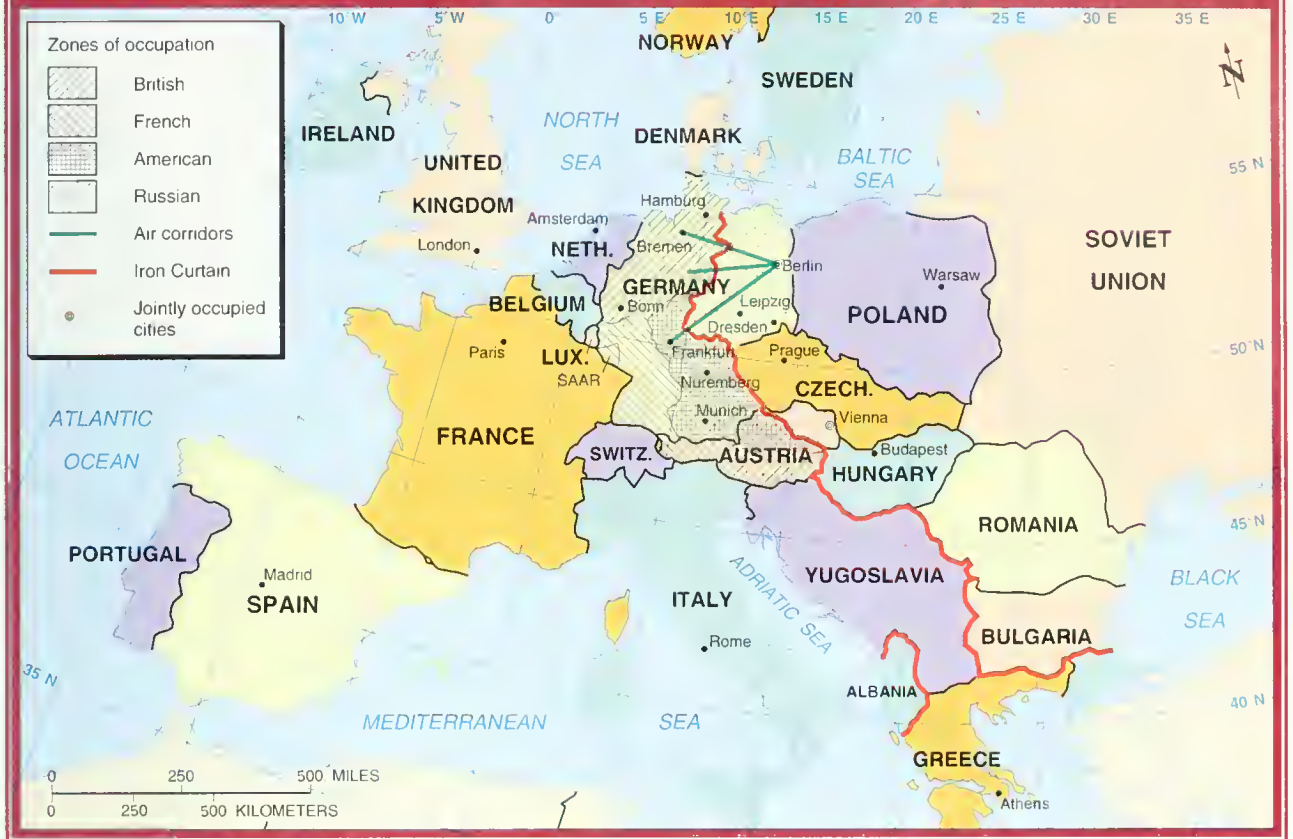 10 W 5 W 0 5 E 10 E 15 E 20 E 25 E 30 E 35 E
Zones of occupation
British
French
American
Russian
Air corridors
Iron Curtain
Jointly occupied
cities
N
NORWAY
SWEDEN
IRELAND
NORTH
SEA
DENMARK
UNITED
KINGDOM
BALTIC
SEA
55 N
Hamburg
Amsterdam
NETH.
Bremen
London
SOVIET
UNION
Berlin
GERMANY
Warsaw
BELGIUM
Bonn
Leipzig
POLAND
Dresden
Paris
LUX.
SAAR
Frankfurt
Prague
50 N
Nuremberg
CZECH.
Munich
Vienna
ATLANTIC
OCEAN
FRANCE
SWITZ.
AUSTRIA
Budapest
HUNGARY
45 N
ROMANIA
PORTUGAL
Madrid
SPAIN
ADRIATIC SEA
YUGOSLAVIA
BLACK
SEA
ITALY
Rome
BULGARIA
35 N
ALBANIA
40 N
MEDITERRANEAN SEA
GREECE
Athens
0 250 500 MILES
0 250 500 KILOMETERS